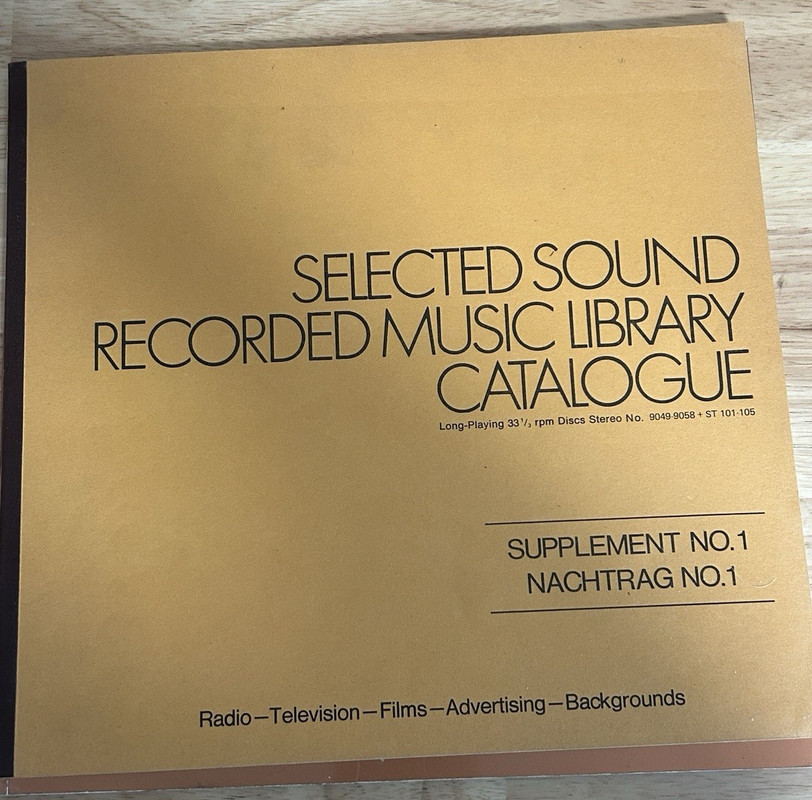 SELECTED SOUND
RECORDED MUSIC LIBRARY
CATALOGUE
Long-Playing 33 1/3 rpm Discs Stereo No. 9049-9058 + ST 101-105
SUPPLEMENT NO.1
NACHTRAG NO.1
Radio—Television—Films—Advertising—Backgrounds